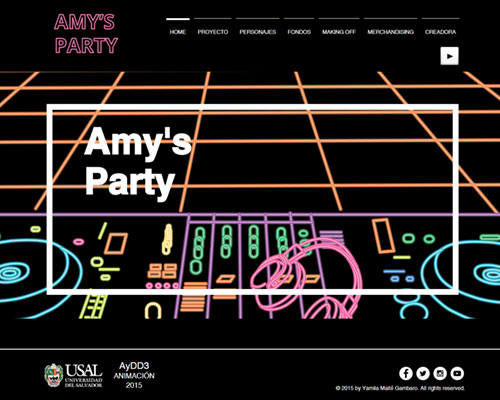 AMY'S
PARTY
HOME PROYECTO PERSONAJES FONDOS MAKING OFF MERCHANDISING CREADORA
Amy's
Party
USAL
UNIVERSIDAD
DEL SALVADOR
AyDD3
ANIMACIÓN
2015
© 2015 by Yamila Maité Gambaro. All rights reserved.